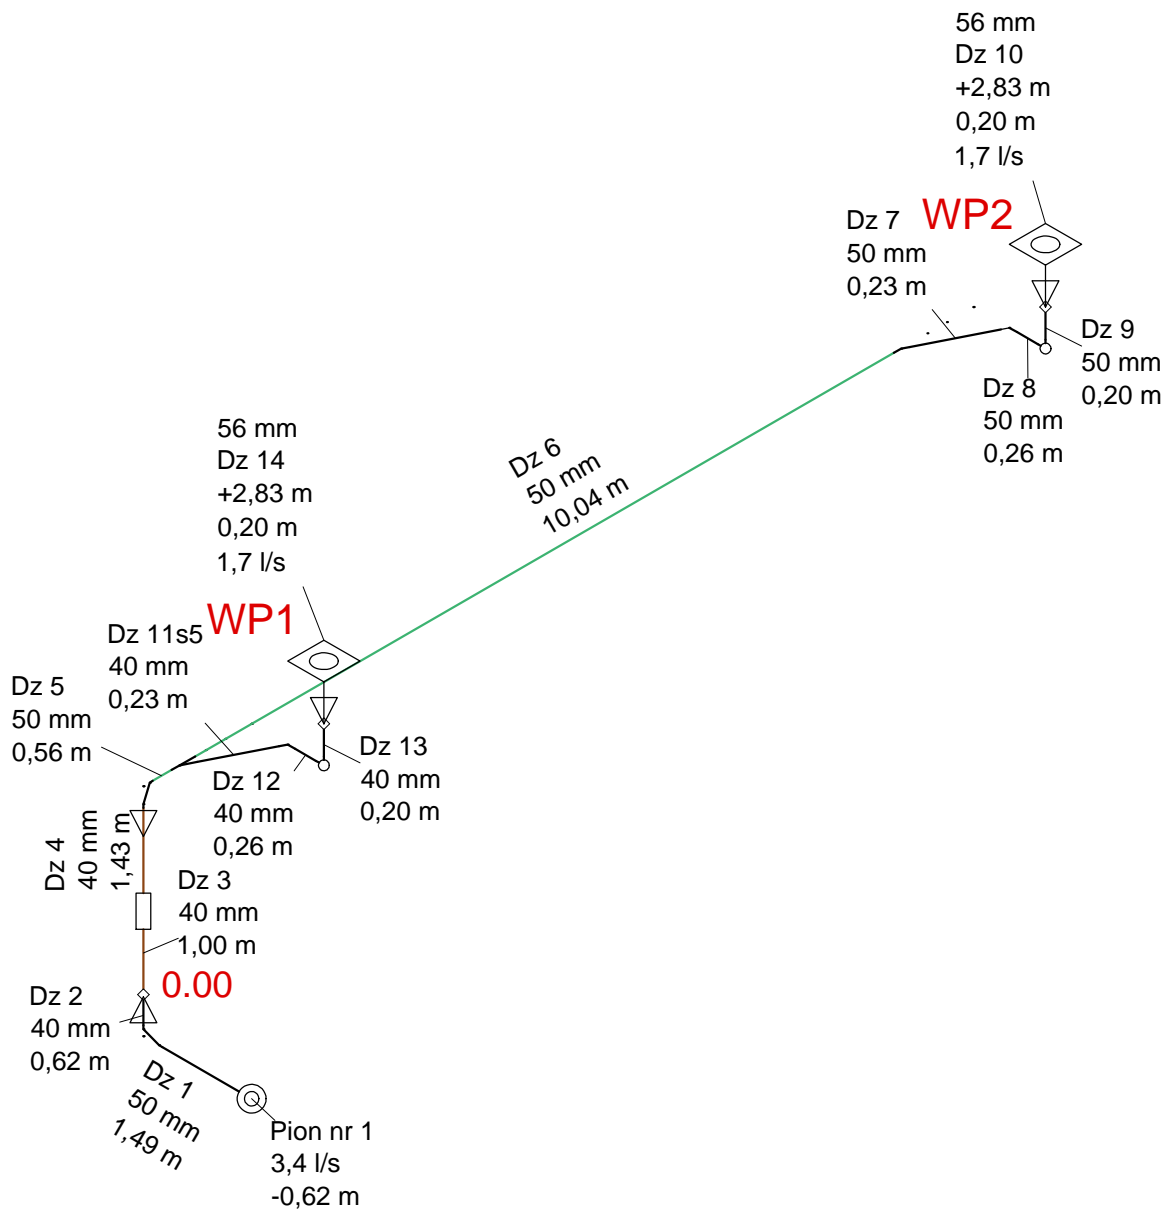 56 mm
Dz 10
+2,83 m
0,20 m
1,7 l/s
WP2
Dz 7
50 mm
0,23 m
Dz 9
50 mm
0,20 m
Dz 8
50 mm
0,26 m
56 mm
Dz 14
+2,83 m
0,20 m
1,7 l/s
Dz 6
50 mm
10,04 m
WP1
Dz 11s5
40 mm
0,23 m
Dz 5
50 mm
0,56 m
Dz 13
40 mm
0,20 m
Dz 12
40 mm
0,26 m
Dz 4
40 mm
1,43 m
Dz 3
40 mm
1,00 m
0.00
Dz 2
40 mm
0,62 m
Dz 1
50 mm
1,49 m
Pion nr 1
3,4 l/s
-0,62 m